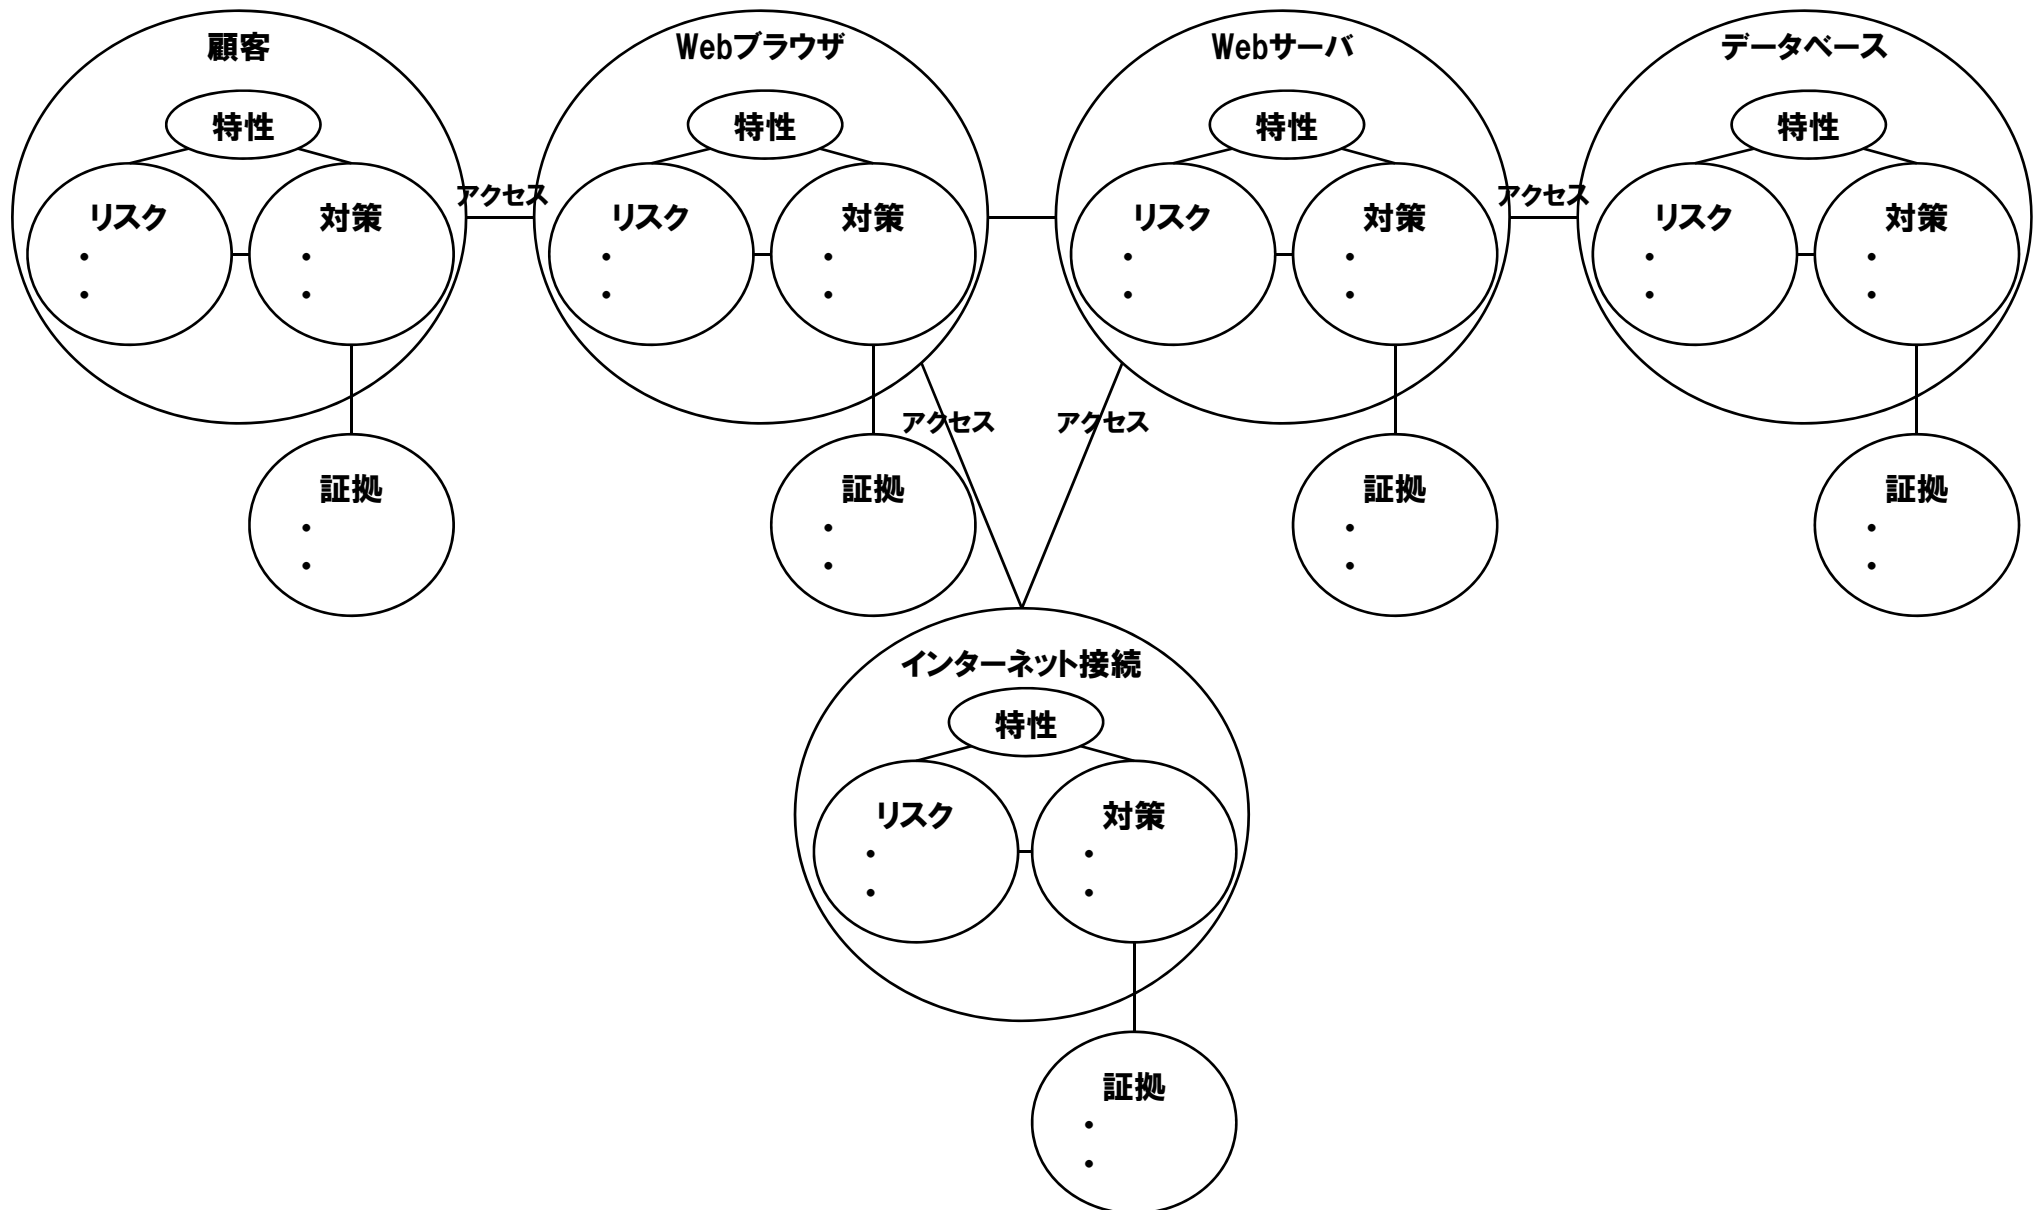 顧客
Webブラウザ
Webサーバ
データベース
特性
特性
特性
特性
アクセス
アクセス
リスク
・
・
対策
・
・
リスク
・
・
対策
・
・
リスク
・
・
対策
・
・
リスク
・
・
対策
・
・
アクセス
アクセス
証拠
・
・
証拠
・
・
証拠
・
・
証拠
・
・
インターネット接続
特性
リスク
・
・
対策
・
・
証拠
・
・